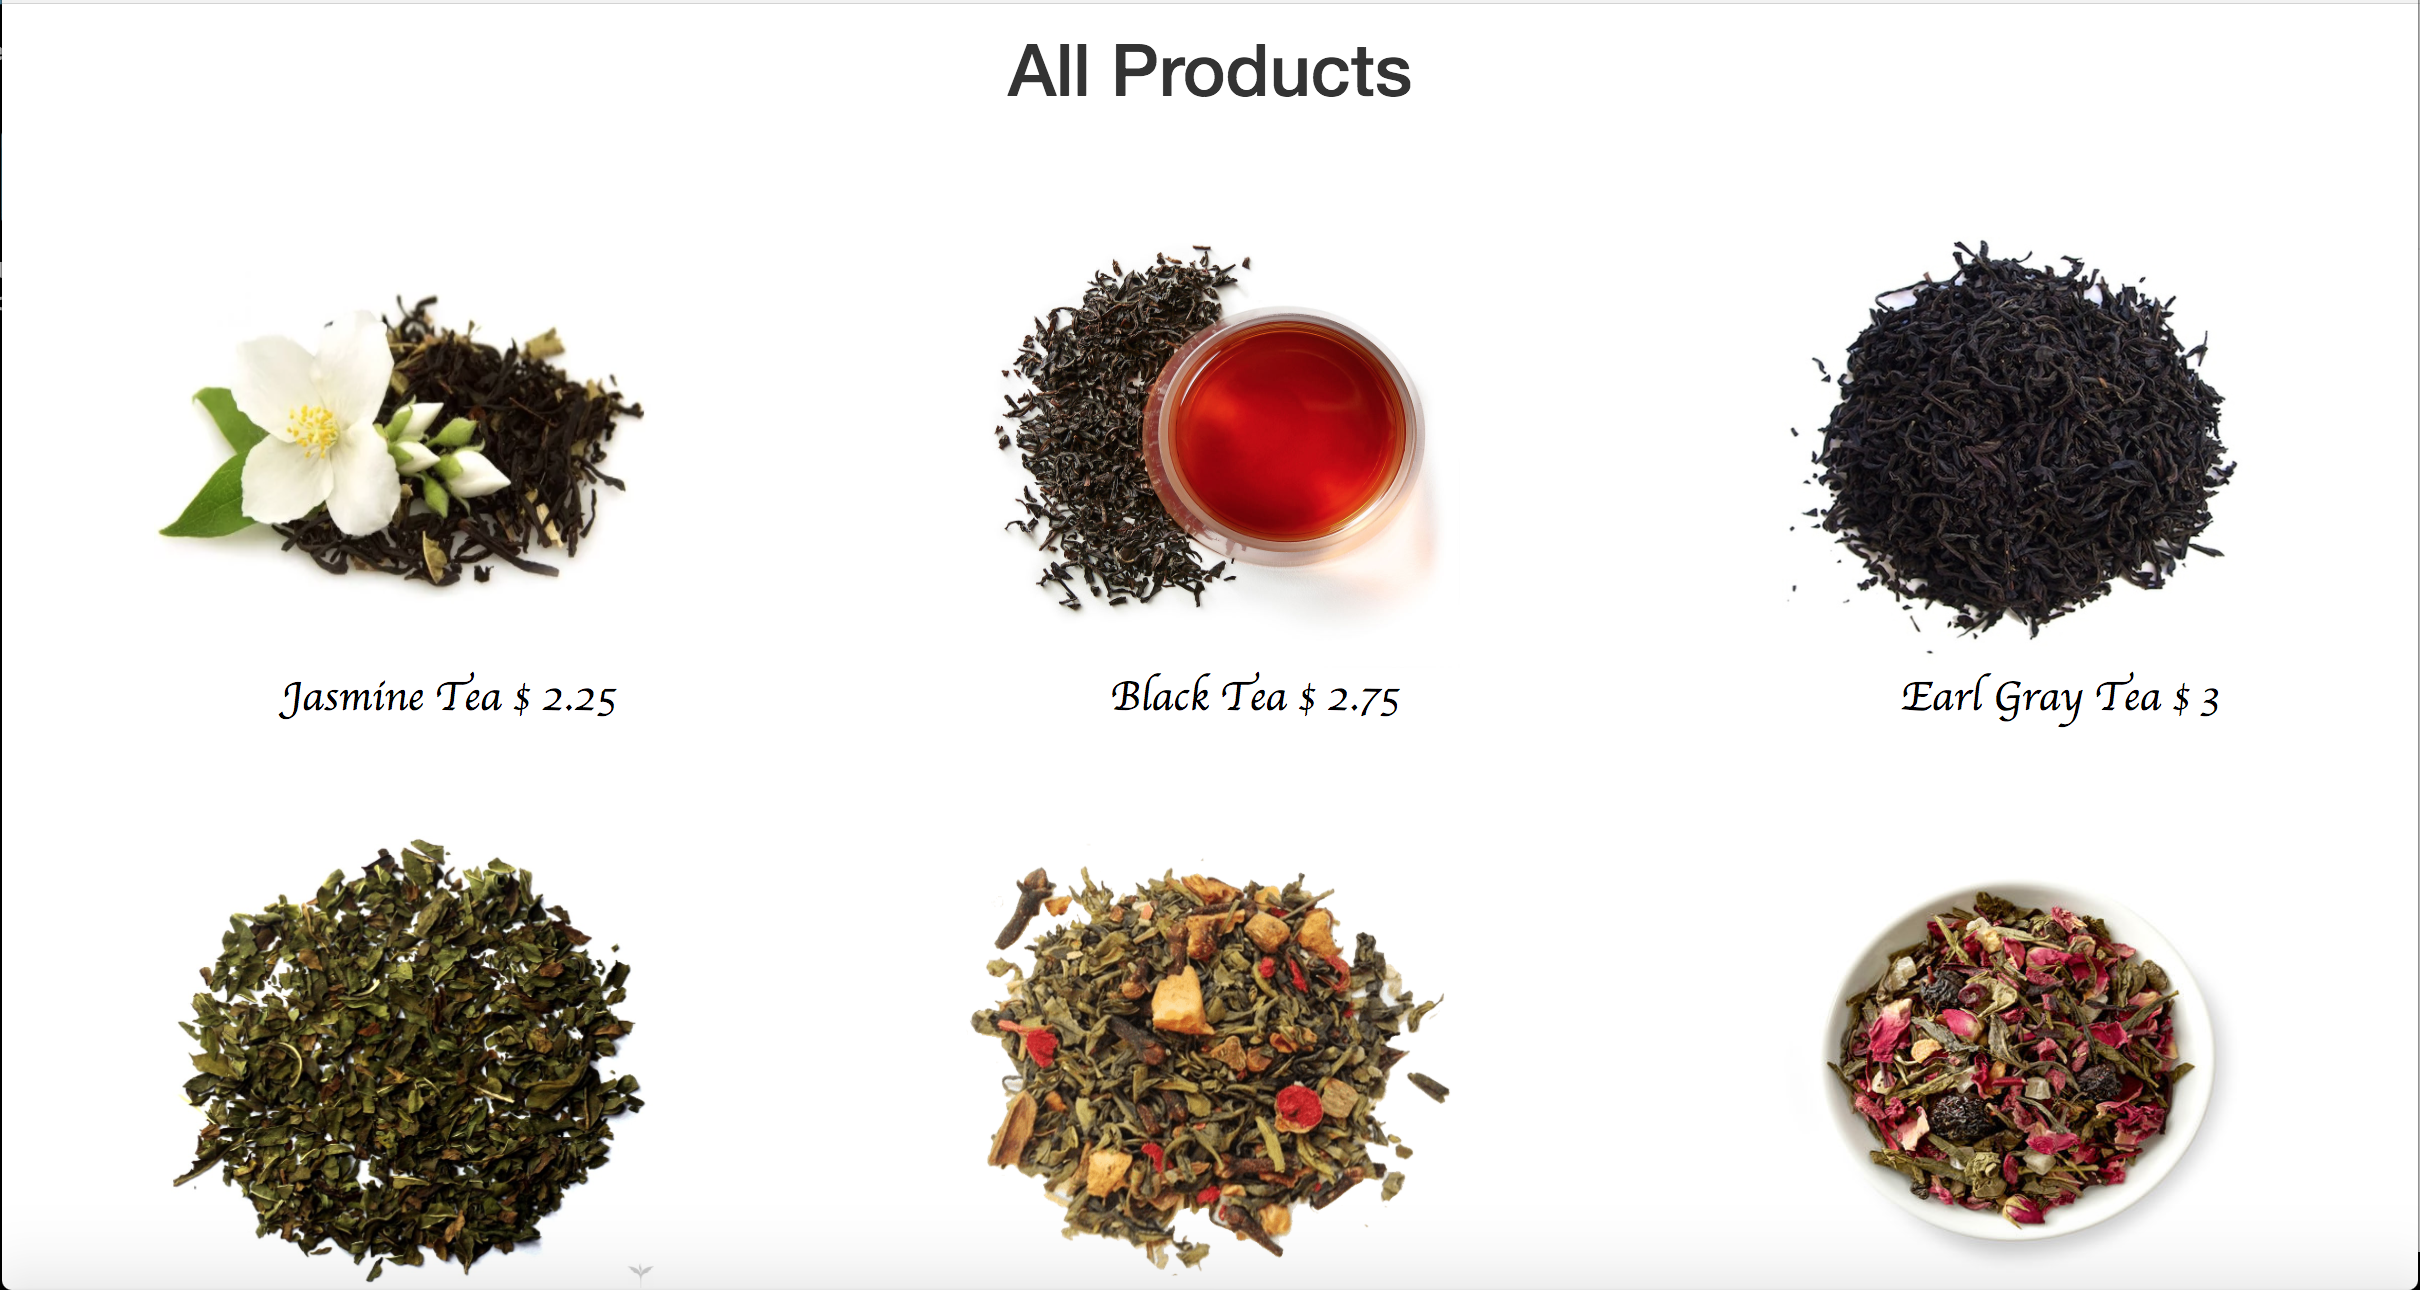 All Products
Jasmine Tea $ 2.25
Black Tea $ 2.75
Earl Gray Tea $ 3